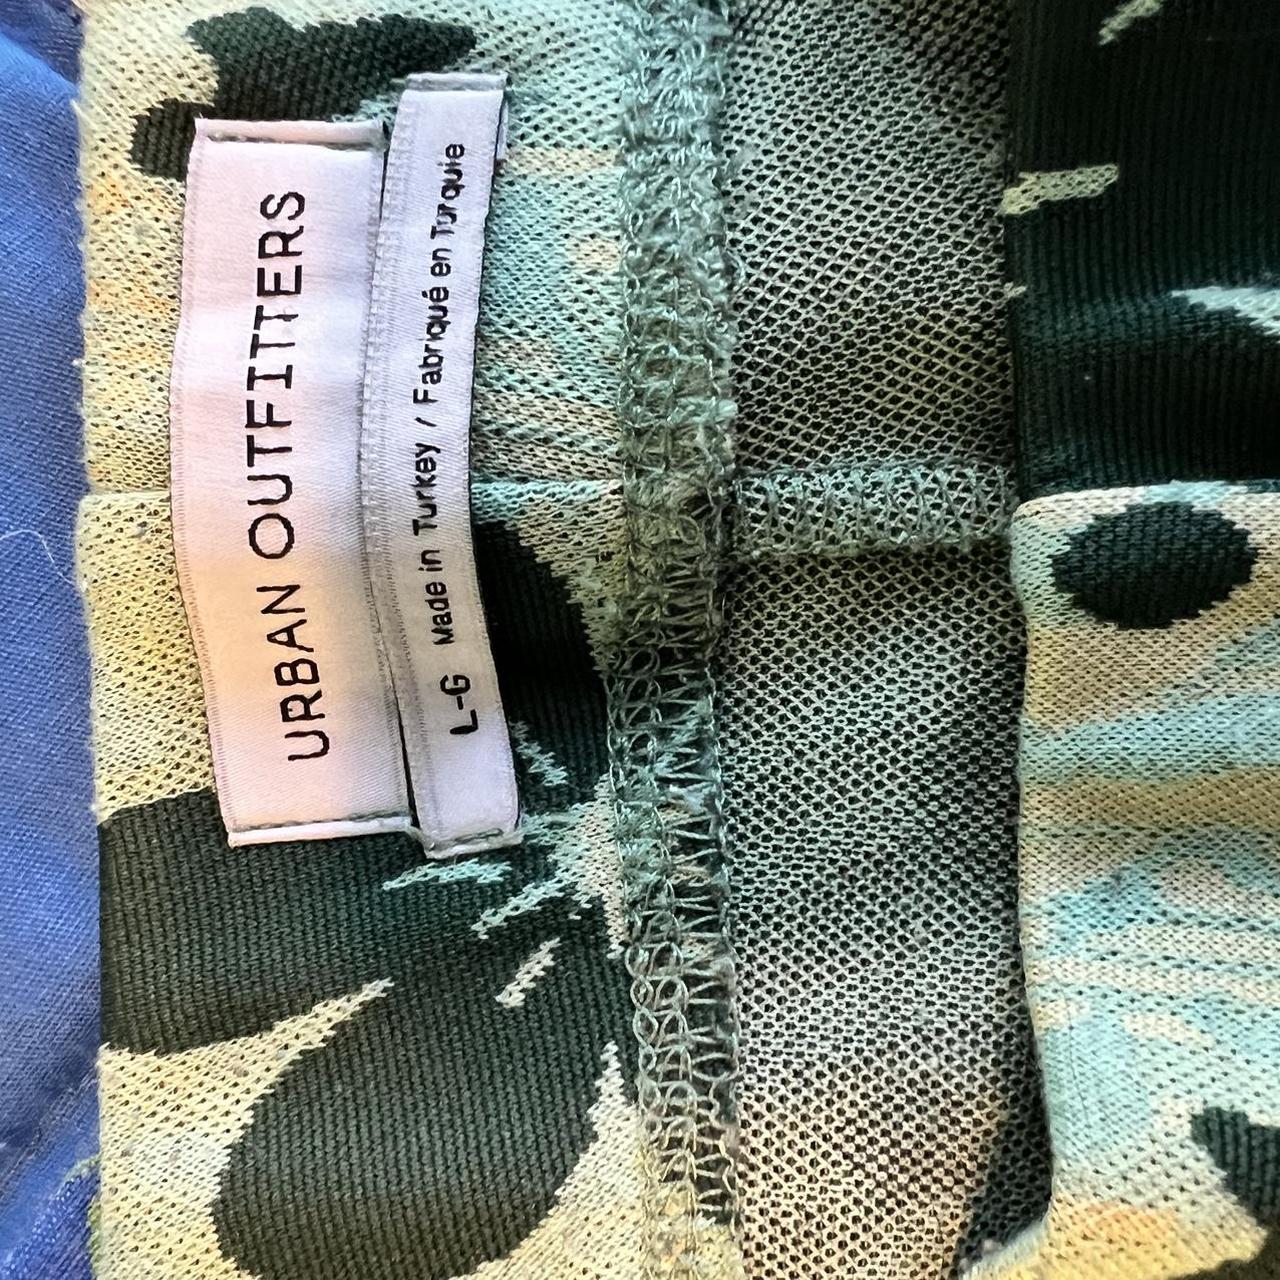 URBAN OUTFITTERS
L-G Made in Turkey / Fabriqué en Turquie